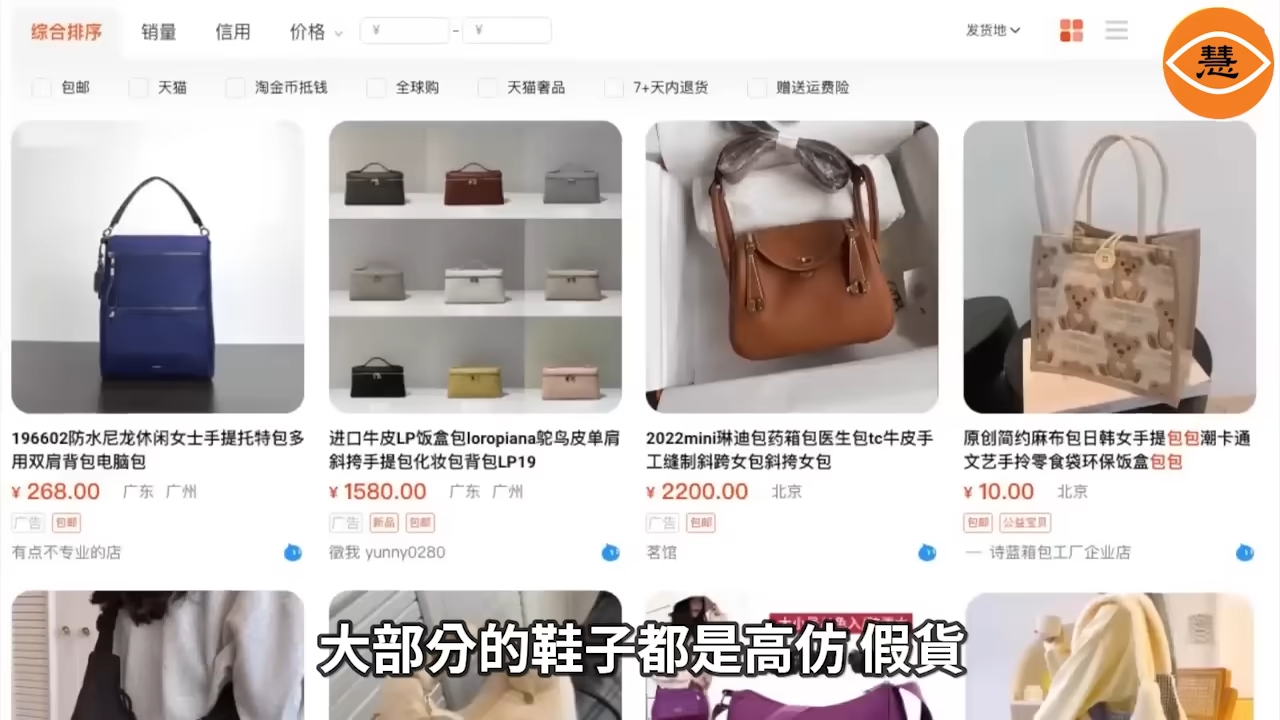 综合排序 销量 信用 价格 ¥ - ¥ 发货地
慧
包邮 天猫 淘金币抵钱 全球购 天猫奢品 7+天内退货 赠送运费险
196602防水尼龙休闲女士手提托特包多
用双肩背包电脑包
¥ 268.00 广东 广州
广告 包邮
有点不专业的店
进口牛皮LP饭盒包loropiana鸵鸟皮单肩
斜挎手提包化妆包背包LP19
¥ 1580.00 广东 广州
广告 新品 包邮
徵我 yunny0280
2022mini琳迪包药箱包医生包tc牛皮手
工缝制斜跨女包斜挎女包
¥ 2200.00 北京
广告 包邮
茗馆
原创简约麻布包日韩女手提包包潮卡通
文艺手拎零食袋环保饭盒包包
¥ 10.00 北京
包邮 公益宝贝
一 诗蓝箱包工厂企业店
大部分的鞋子都是高仿 假貨